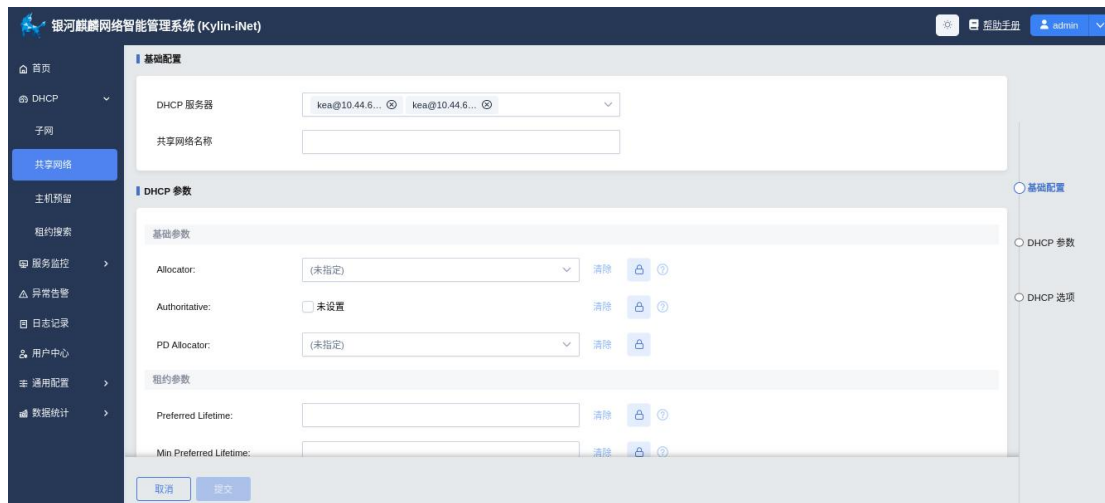 银河麒麟网络智能管理系统 (Kylin-iNet)
帮助手册
admin
首页
DHCP
子网
共享网络
主机预留
租约搜索
服务监控
异常告警
日志记录
用户中心
通用配置
数据统计
基础配置
DHCP 服务器
kea@10.44.6... kea@10.44.6...
共享网络名称
DHCP 参数
基础参数
Allocator: (未指定) 清除
Authoritative: 未设置 清除
PD Allocator: (未指定) 清除
租约参数
Preferred Lifetime: 清除
Min Preferred Lifetime: 清除
取消 提交
基础配置
DHCP 参数
DHCP 选项